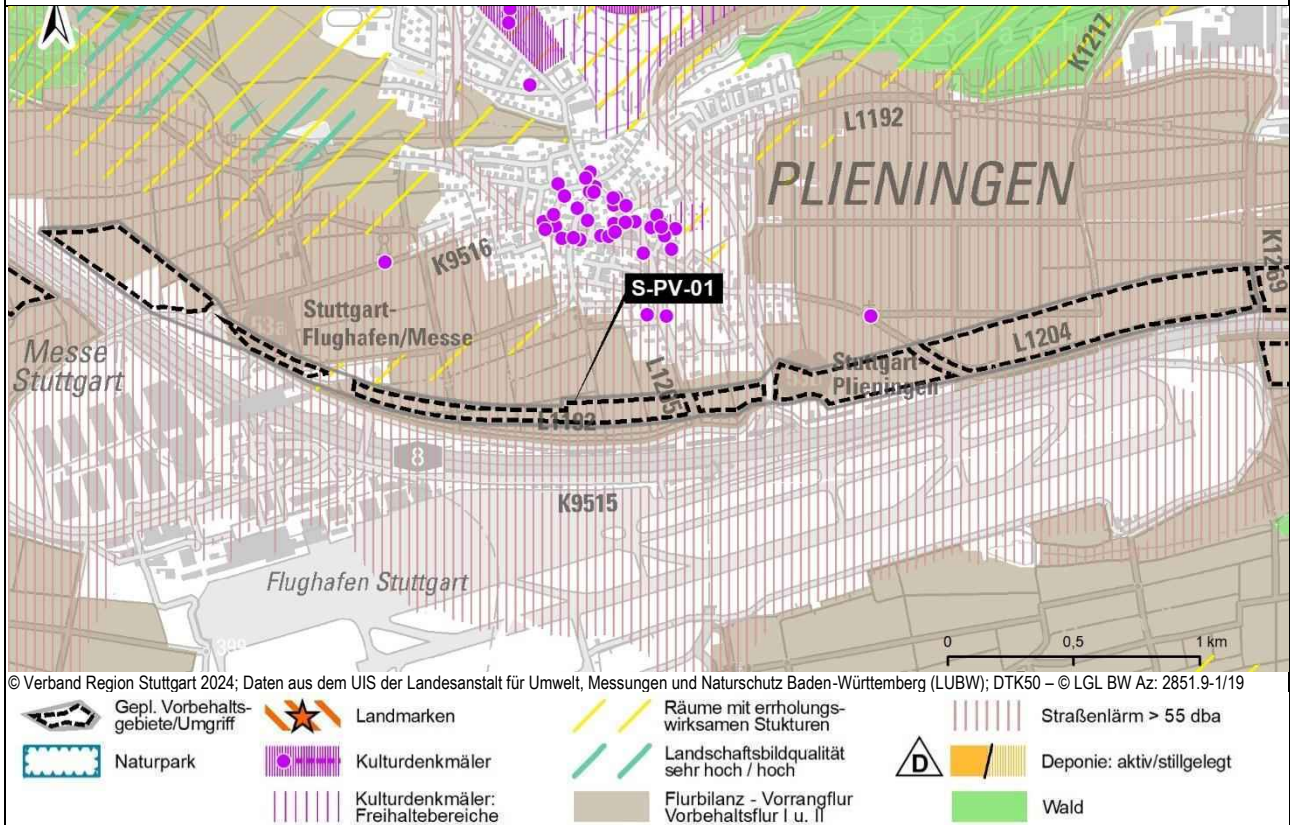 Haslach
K1217
L1192
PLIENINGEN
K9516
S-PV-01
K1269
53a
Stuttgart-
Flughafen/Messe
Messe
Stuttgart
L1204
Stuttgart-
Plieningen
L1205
L1192
8
K9515
Flughafen Stuttgart
0 0,5 1 km
© Verband Region Stuttgart 2024; Daten aus dem UIS der Landesanstalt für Umwelt, Messungen und Naturschutz Baden-Württemberg (LUBW); DTK50 – © LGL BW Az: 2851.9-1/19
Gepl. Vorbehalts-
gebiete/Umgriff
Naturpark
Landmarken
Kulturdenkmäler
Kulturdenkmäler:
Freihaltebereiche
Räume mit errholungs-
wirksamen Stukturen
Landschaftsbildqualität
sehr hoch / hoch
Flurbilanz - Vorrangflur
Vorbehaltsflur I u. II
Straßenlärm > 55 dba
D
Deponie: aktiv/stillgelegt
Wald